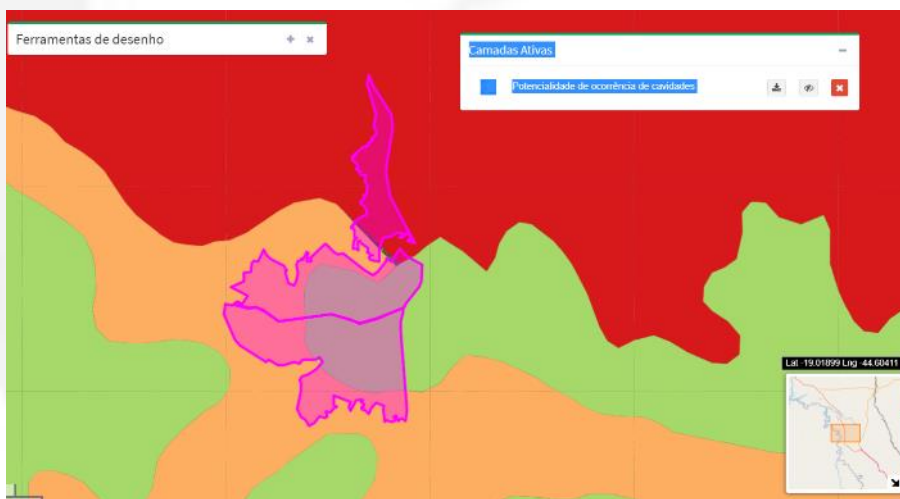 Ferramentas de desenho
Camadas Ativas
Potencialidade de ocorrência de cavidades
Lat -19.01899 Lng -44.60411